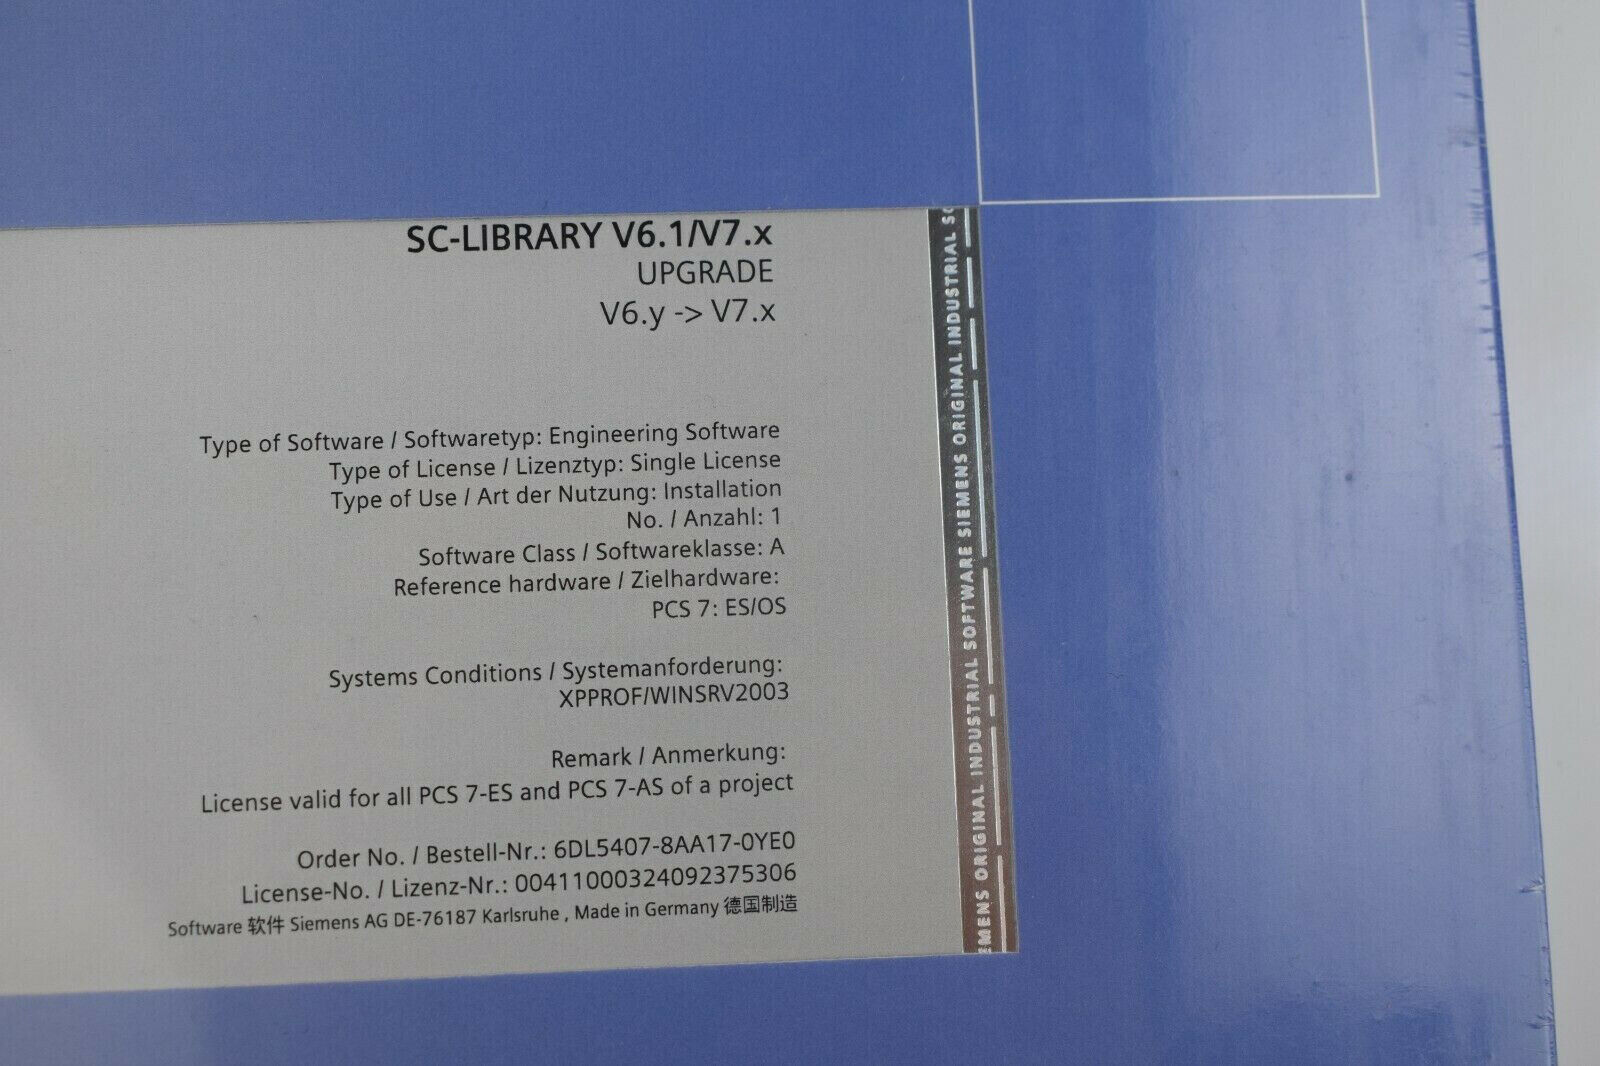 SC-LIBRARY V6.1/V7.x
UPGRADE
V6.y -> V7.x
Type of Software / Softwaretyp: Engineering Software
Type of License / Lizenztyp: Single License
Type of Use / Art der Nutzung: Installation
No. / Anzahl: 1
Software Class / Softwareklasse: A
Reference hardware / Zielhardware:
PCS 7: ES/OS
Systems Conditions / Systemanforderung:
XPPROF/WINSRV2003
Remark / Anmerkung:
License valid for all PCS 7-ES and PCS 7-AS of a project
Order No. / Bestell-Nr.: 6DL5407-8AA17-0YE0
License-No. / Lizenz-Nr.: 00411000324092375306
Software 软件 Siemens AG DE-76187 Karlsruhe , Made in Germany 德国制造
EMENS ORIGINAL INDUSTRIAL SOFTWARE SIEMENS ORIGINAL INDUSTRIAL SO